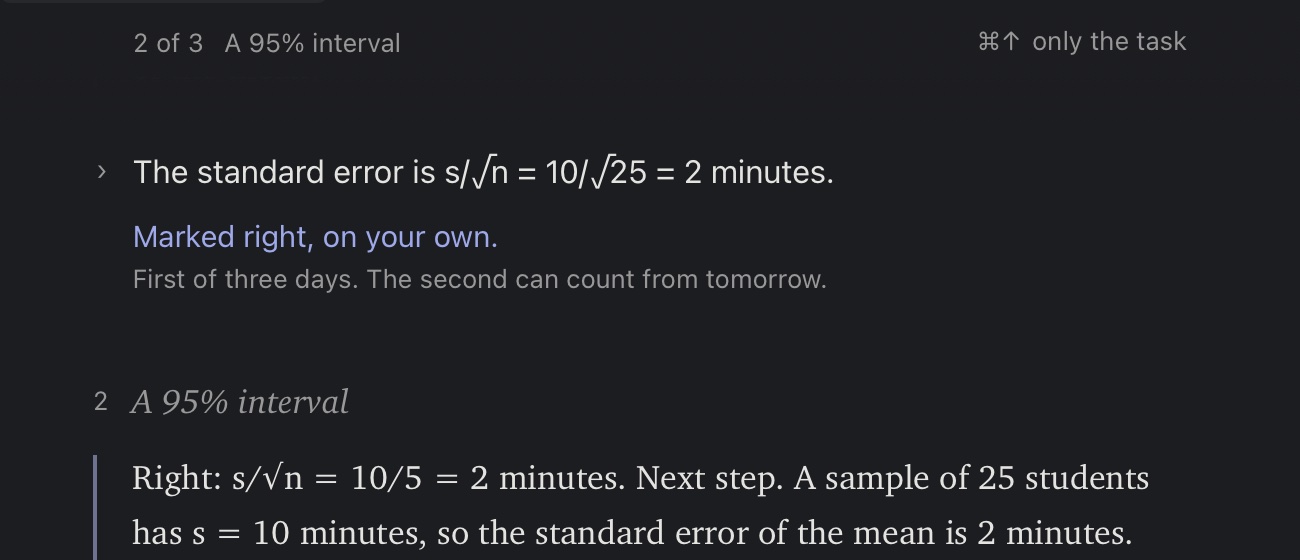 2 of 3 A 95% interval
⌘↑ only the task
› The standard error is s/√n = 10/√25 = 2 minutes.
Marked right, on your own.
First of three days. The second can count from tomorrow.
2 A 95% interval
Right: s/√n = 10/5 = 2 minutes. Next step. A sample of 25 students
has s = 10 minutes, so the standard error of the mean is 2 minutes.